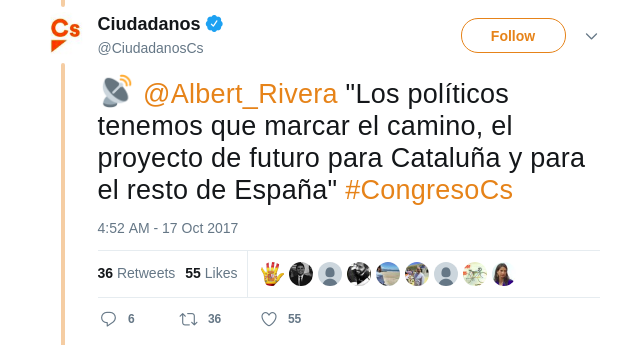 Cs
Ciudadanos
@CiudadanosCs
Follow
@Albert_Rivera "Los políticos
tenemos que marcar el camino, el
proyecto de futuro para Cataluña y para
el resto de España" #CongresoCs
4:52 AM - 17 Oct 2017
36 Retweets 55 Likes
6 36 55